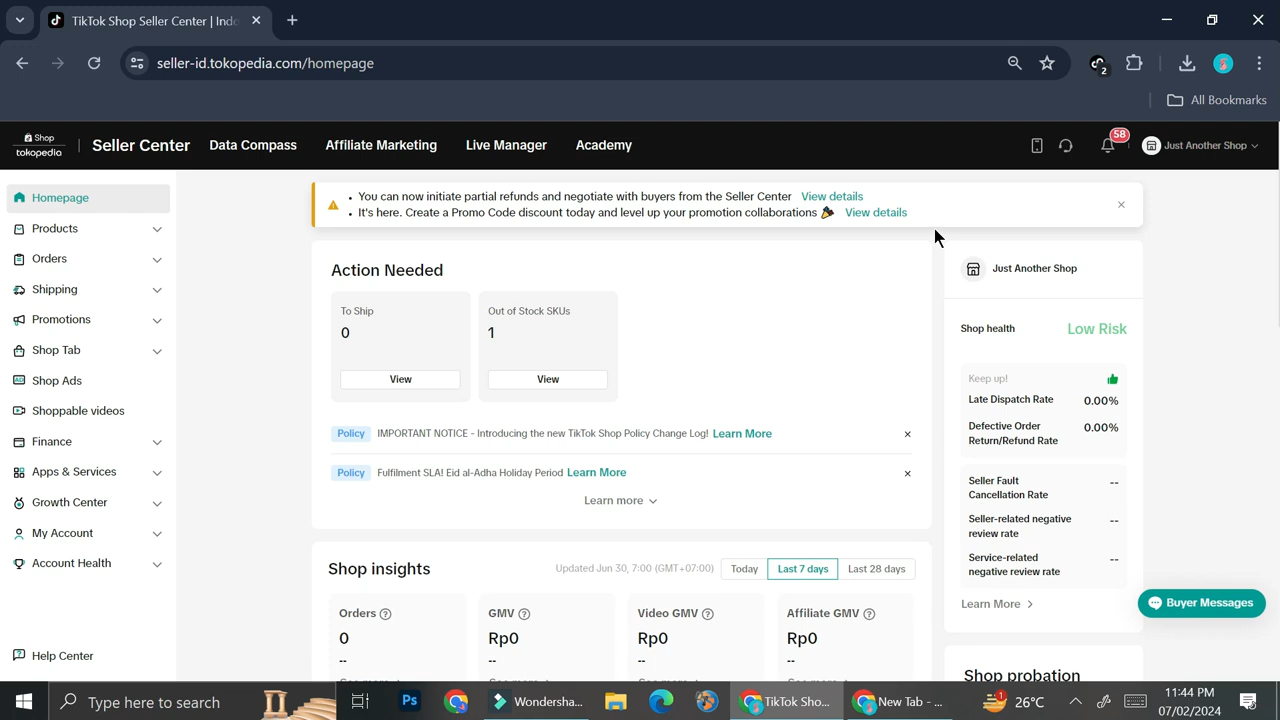 TikTok Shop Seller Center | Indo
seller-id.tokopedia.com/homepage
2
All Bookmarks
Shop
tokopedia
Seller Center
Data Compass
Affiliate Marketing
Live Manager
Academy
58
Just Another Shop
Homepage
Products
Orders
Shipping
Promotions
Shop Tab
Shop Ads
Shoppable videos
Finance
Apps & Services
Growth Center
My Account
Account Health
Help Center
• You can now initiate partial refunds and negotiate with buyers from the Seller Center View details
• It's here. Create a Promo Code discount today and level up your promotion collaborations 🎉 View details
Action Needed
To Ship
0
View
Out of Stock SKUs
1
View
Policy IMPORTANT NOTICE - Introducing the new TikTok Shop Policy Change Log! Learn More
Policy Fulfilment SLA! Eid al-Adha Holiday Period Learn More
Learn more
Shop insights
Updated Jun 30, 7:00 (GMT+07:00)
Today
Last 7 days
Last 28 days
Orders
0
--
GMV
Rp0
--
Video GMV
Rp0
--
Affiliate GMV
Rp0
--
Just Another Shop
Shop health
Low Risk
Keep up!
Late Dispatch Rate 0.00%
Defective Order 0.00%
Return/Refund Rate
Seller Fault --
Cancellation Rate
Seller-related negative --
review rate
Service-related --
negative review rate
Learn More
Buyer Messages
Shop probation
Type here to search
Ps
Wondersha...
TikTok Sho...
New Tab - ...
1
26°C
11:44 PM
07/02/2024